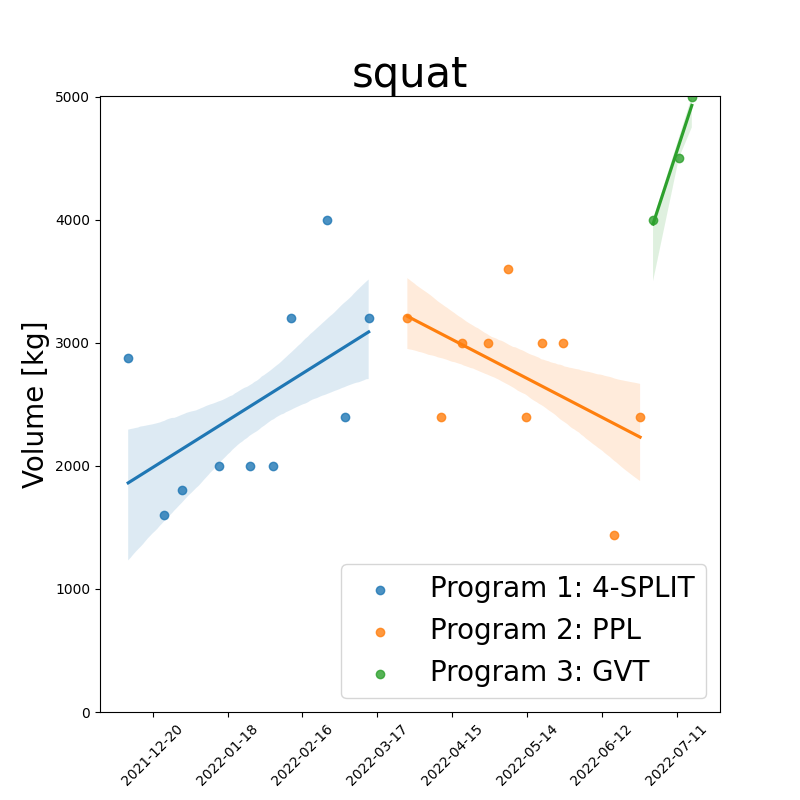 squat
Volume [kg]
5000
4000
3000
2000
1000
0
2021-12-20
2022-01-18
2022-02-16
2022-03-17
2022-04-15
2022-05-14
2022-06-12
2022-07-11
Program 1: 4-SPLIT
Program 2: PPL
Program 3: GVT